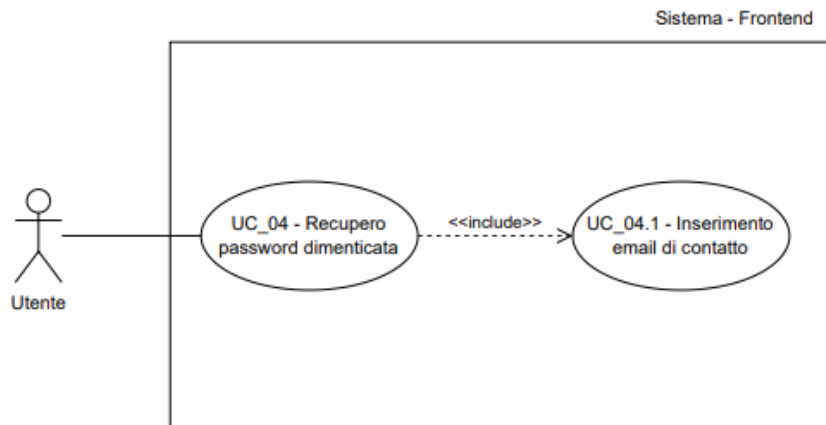 Sistema - Frontend
UC_04 - Recupero
password dimenticata
<<include>>
UC_04.1 - Inserimento
email di contatto
Utente